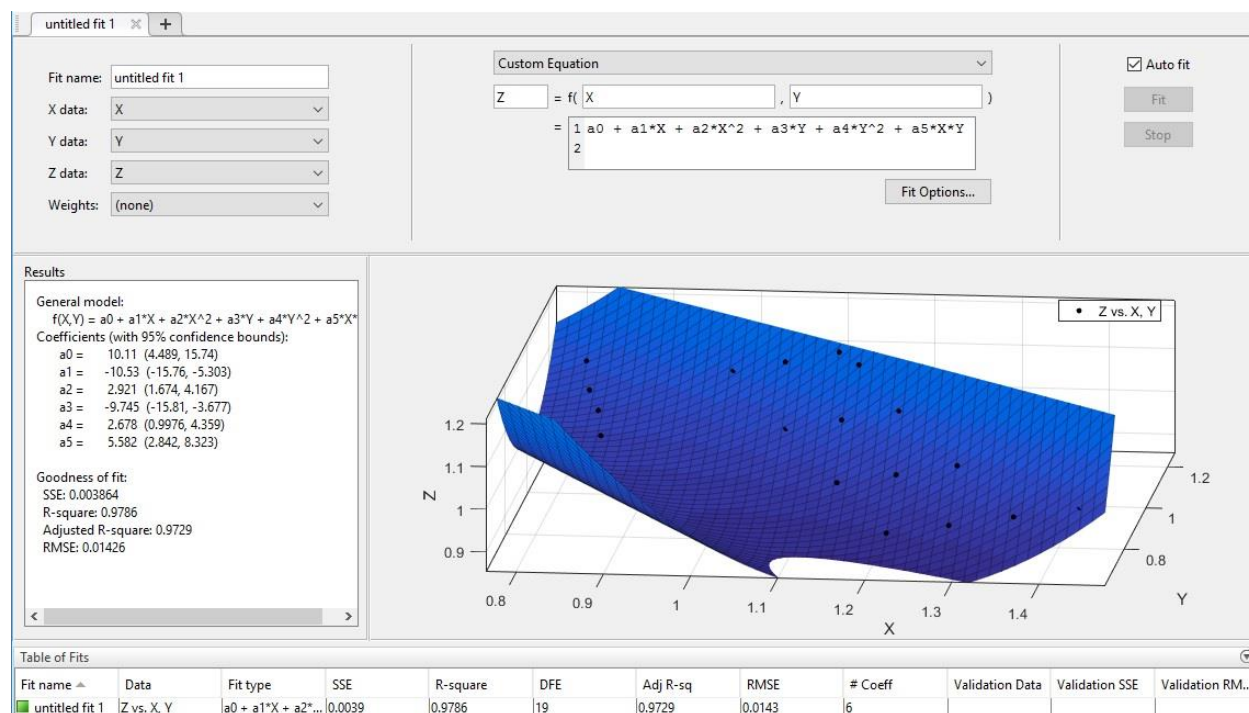 untitled fit 1
Fit name: untitled fit 1
X data: X
Y data: Y
Z data: Z
Weights: (none)
Custom Equation
Z = f( X , Y )
= 1 a0 + a1*X + a2*X^2 + a3*Y + a4*Y^2 + a5*X*Y
2
Fit Options...
Auto fit
Fit
Stop
Results
General model:
f(X,Y) = a0 + a1*X + a2*X^2 + a3*Y + a4*Y^2 + a5*X*
Coefficients (with 95% confidence bounds):
a0 = 10.11 (4.489, 15.74)
a1 = -10.53 (-15.76, -5.303)
a2 = 2.921 (1.674, 4.167)
a3 = -9.745 (-15.81, -3.677)
a4 = 2.678 (0.9976, 4.359)
a5 = 5.582 (2.842, 8.323)
Goodness of fit:
SSE: 0.003864
R-square: 0.9786
Adjusted R-square: 0.9729
RMSE: 0.01426
Z vs. X, Y
1.2
1.1
1
0.9
Z
0.8 0.9 1 1.1 1.2 1.3 1.4
X
1.2
1
0.8
Y
Table of Fits
Fit name Data Fit type SSE R-square DFE Adj R-sq RMSE # Coeff Validation Data Validation SSE Validation RM...
untitled fit 1 Z vs. X, Y a0 + a1*X + a2*... 0.0039 0.9786 19 0.9729 0.0143 6